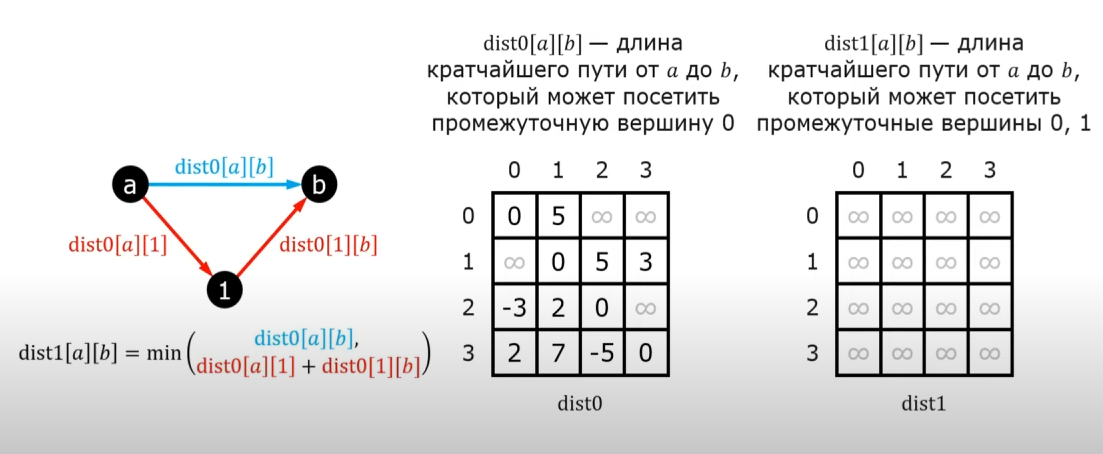 dist0[a][b] — длина
кратчайшего пути от a до b,
который может посетить
промежуточную вершину 0
dist1[a][b] — длина
кратчайшего пути от a до b,
который может посетить
промежуточные вершины 0, 1
dist0[a][b]
a
b
dist0[a][1]
dist0[1][b]
1
dist1[a][b] = min(dist0[a][b],
dist0[a][1] + dist0[1][b])
0 1 2 3
0 0 5 ∞ ∞
1 ∞ 0 5 3
2 -3 2 0 ∞
3 2 7 -5 0
dist0
0 1 2 3
0 ∞ ∞ ∞ ∞
1 ∞ ∞ ∞ ∞
2 ∞ ∞ ∞ ∞
3 ∞ ∞ ∞ ∞
dist1